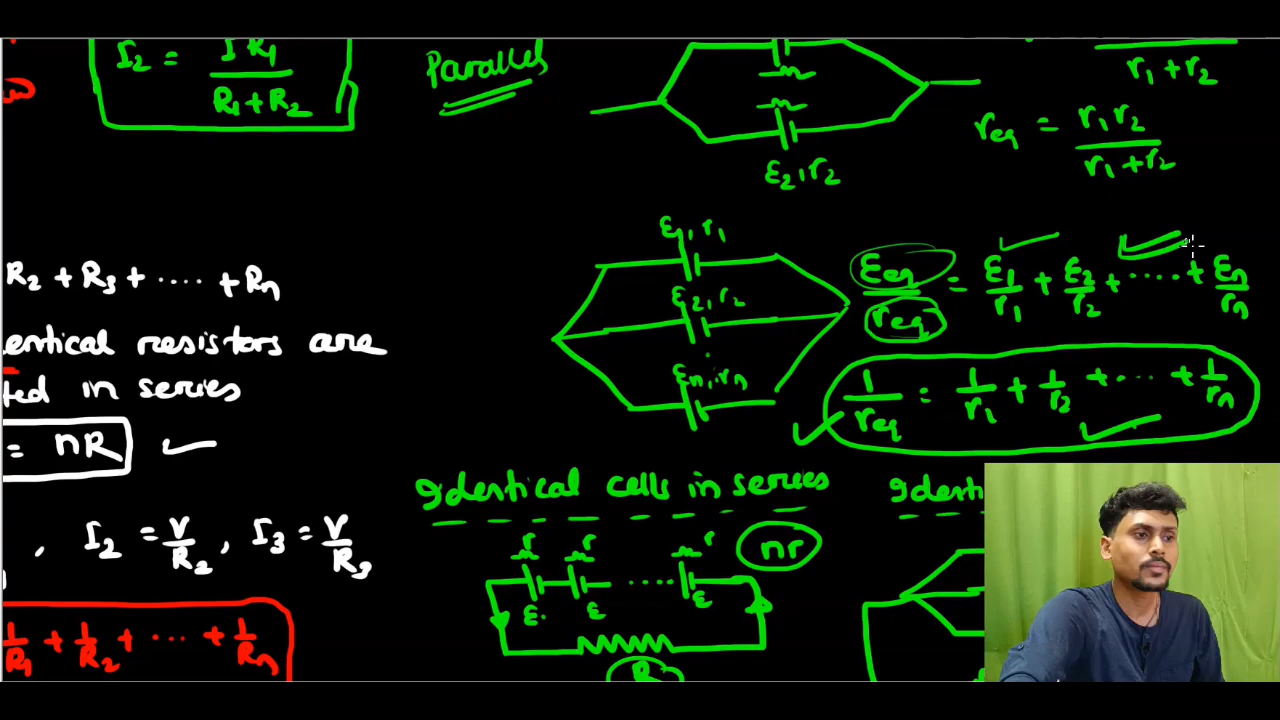 I2 = I R1 / R1 + R2
Parallel
r1 + r2
ε2, r2
req = r1 r2 / r1 + r2
R2 + R3 + .... + Rn
entical resistors are
ted in series
= nR
ε1, r1
ε2, r2
εn, rn
εeq / req = ε1 / r1 + ε2 / r2 + ..... + εn / rn
1 / req = 1 / r1 + 1 / r2 + ... + 1 / rn
, I2 = V / R2 , I3 = V / R3
1 / R1 + 1 / R2 + ... + 1 / Rn
Identical cells in series
r r .... r
nr
ε ε ε
R
Identi